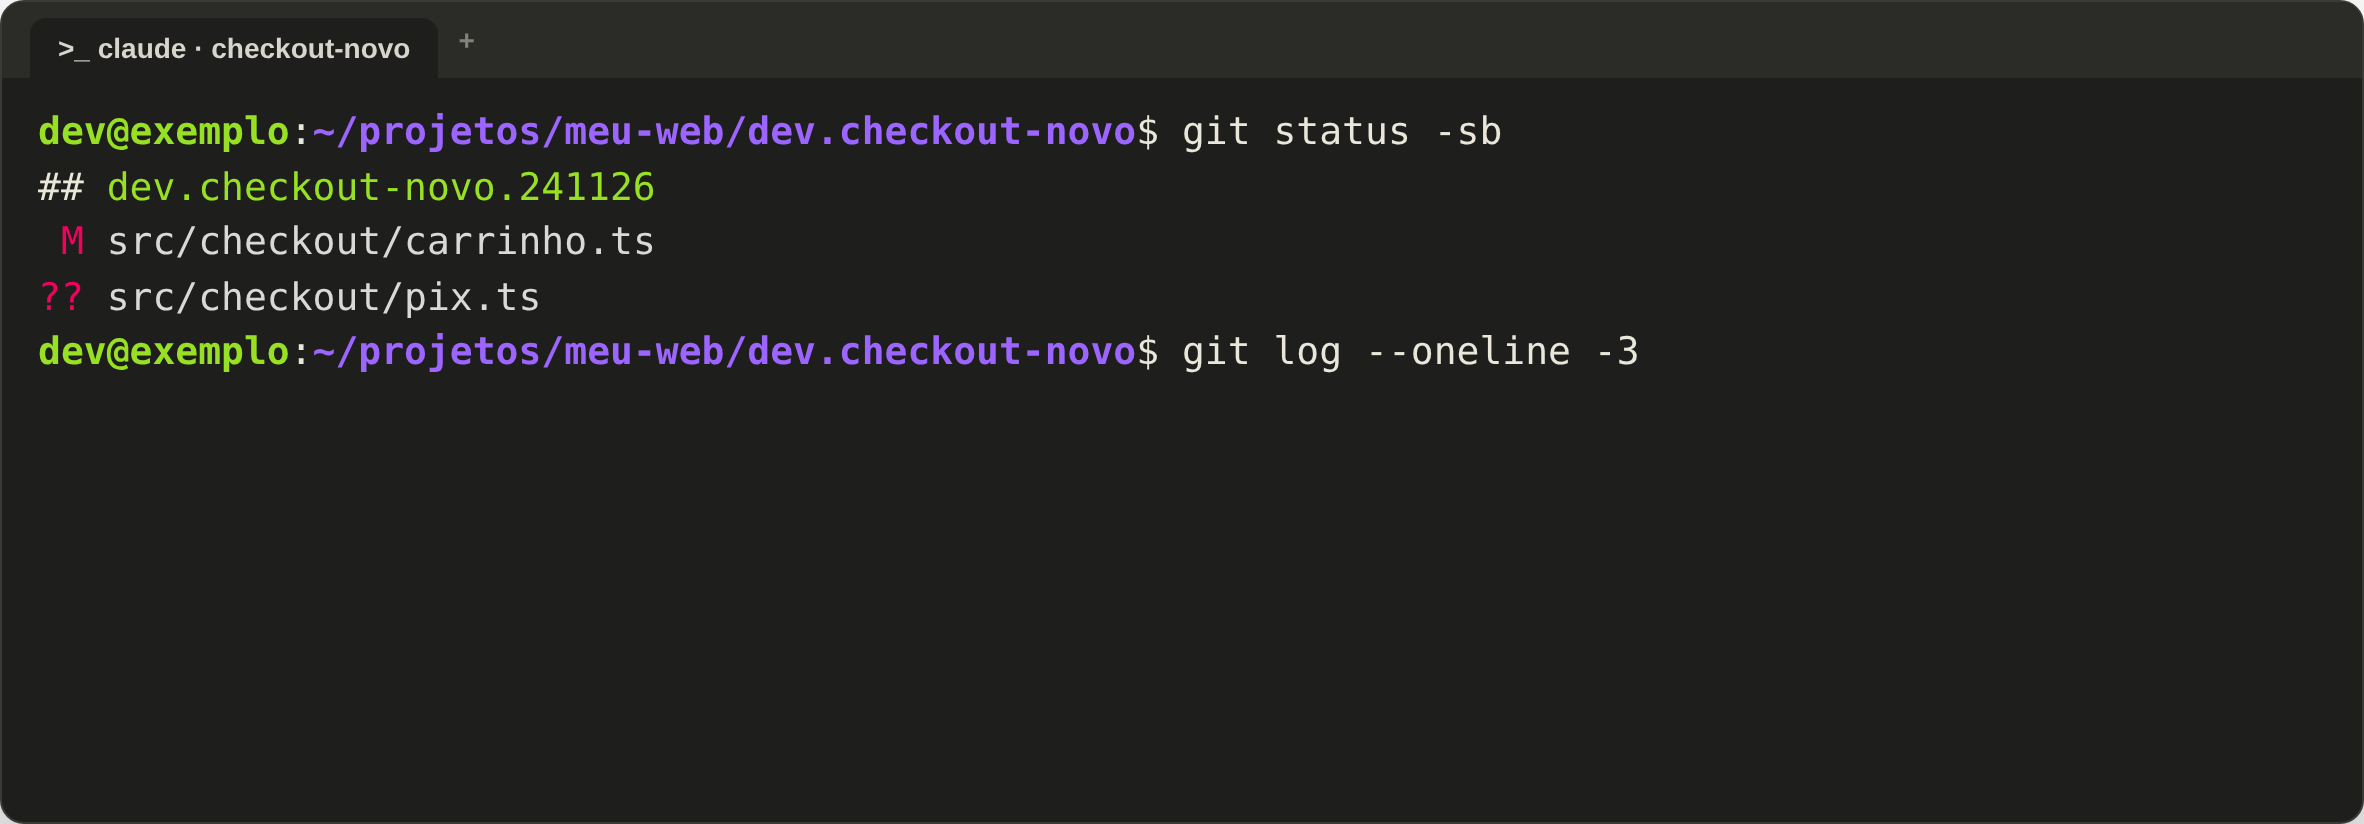 >_ claude · checkout-novo +
dev@exemplo:~/projetos/meu-web/dev.checkout-novo$ git status -sb
## dev.checkout-novo.241126
 M src/checkout/carrinho.ts
?? src/checkout/pix.ts
dev@exemplo:~/projetos/meu-web/dev.checkout-novo$ git log --oneline -3